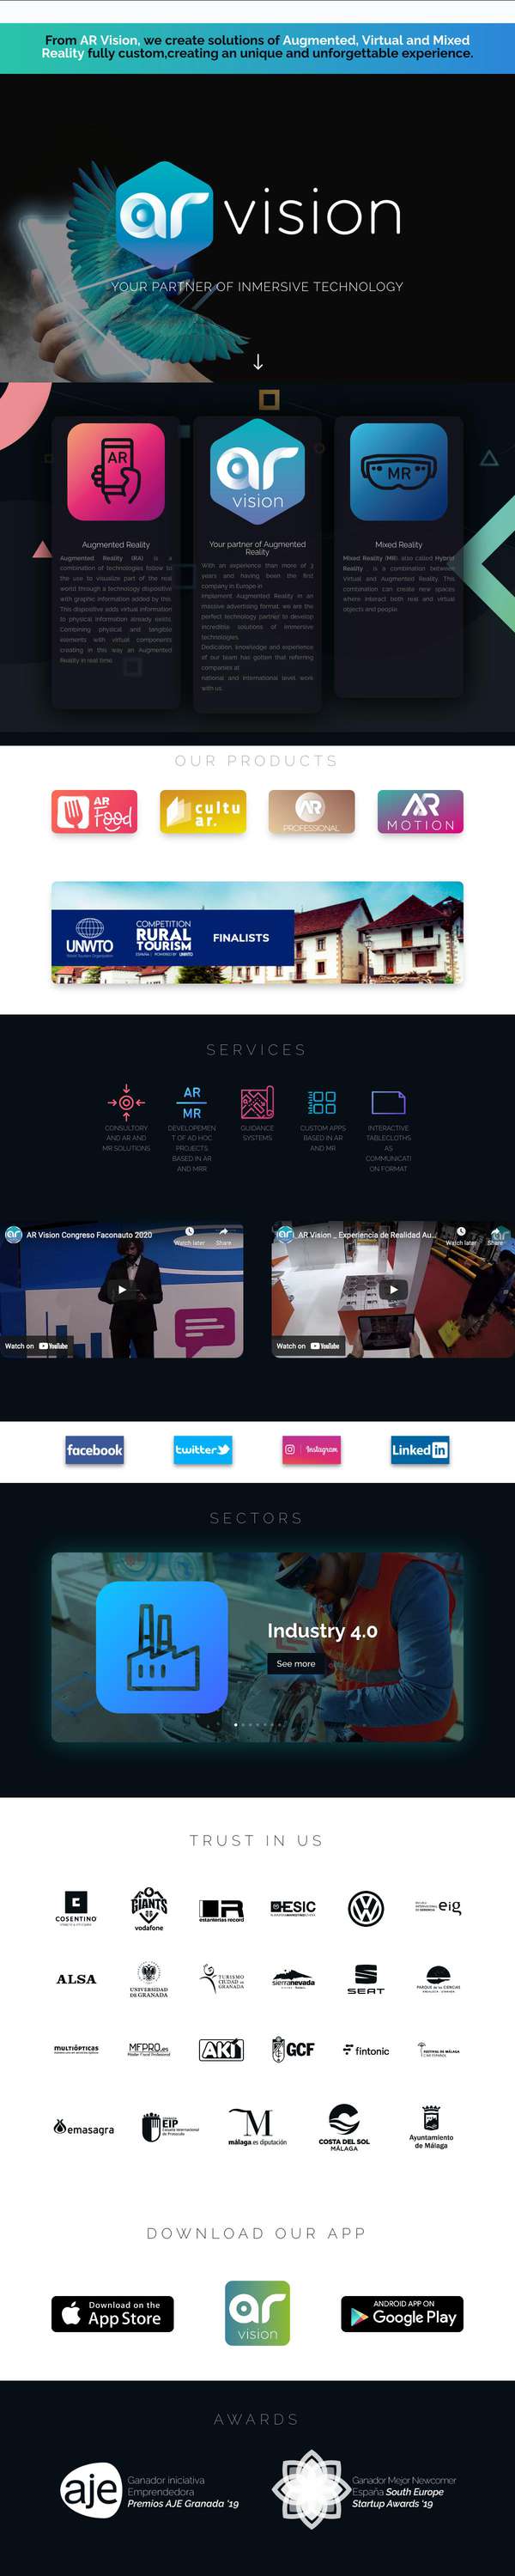 From AR Vision, we create solutions of Augmented, Virtual and Mixed
Reality fully custom,creating an unique and unforgettable experience.
ar vision
YOUR PARTNER OF INMERSIVE TECHNOLOGY
AR
Augmented Reality
Augmented Reality (RA) is a
combination of technologies follow to
the use to visualize part of the real
world through a technology dispositive
with graphic information added by this.
This dispositive adds virtual information
to physical information already exists.
Combining physical and tangible
elements with virtual components
creating in this way an Augmented
Reality in real time.
ar
vision
Your partner of Augmented
Reality
With an experience than more of 3
years and having been the first
company in Europe in
implement Augmented Reality in an
massive advertising format, we are the
perfect technology partner to develop
incredible solutions of immersive
technologies.
Dedication, knowledge and experience
of our team has gotten that referring
companies at
national and international level, work
with us.
MR
Mixed Reality
Mixed Reality (MR) also called Hybrid
Reality is a combination between
Virtual and Augmented Reality. This
combination can create new spaces
where interact both real and virtual
objects and people.
OUR PRODUCTS
AR
Food
cultu
ar.
AR
PROFESSIONAL
AR
MOTION
UNWTO
COMPETITION
RURAL
TOURISM
FINALISTS
SERVICES
CONSULTORY
AND AR AND
MR SOLUTIONS
AR
MR
DEVELOPEMEN
T OF AD HOC
PROJECTS
BASED IN AR
AND MRR
GUIDANCE
SYSTEMS
CUSTOM APPS
BASED IN AR
AND MR
INTERACTIVE
TABLECLOTHS
AS
COMMUNICATI
ON FORMAT
ar AR Vision Congreso Faconauto 2020
Watch later Share
Watch on YouTube
ar AR Vision _ Experiencia de Realidad Au...
Watch later Share
Watch on YouTube
facebook
twitter
Instagram
Linked in
SECTORS
Industry 4.0
See more
TRUST IN US
COSENTINO
GIANTS
vodafone
R
estanterías record
ESIC
eig
ALSA
UNIVERSIDAD
DE GRANADA
TURISMO
CIUDAD DE
GRANADA
sierranevada
SEAT
PARQUE de las CIENCIAS
MULTIÓPTICAS
MFPRO.es
AKI
GCF
fintonic
FESTIVAL DE MÁLAGA
emasagra
EIP
M
málaga.es diputación
COSTA DEL SOL
MÁLAGA
Ayuntamiento
de Málaga
DOWNLOAD OUR APP
Download on the
App Store
ar
vision
ANDROID APP ON
Google Play
AWARDS
aje
Ganador iniciativa
Emprendedora
Premios AJE Granada '19
Ganador Mejor Newcomer
España South Europe
Startup Awards '19